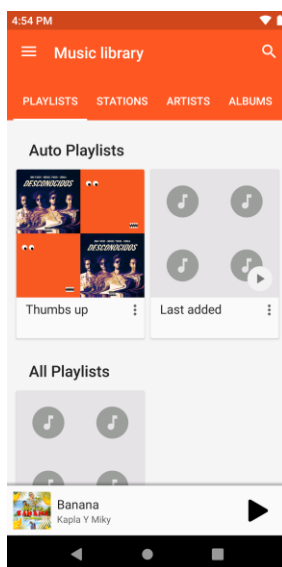 4:54 PM
Music library
PLAYLISTS STATIONS ARTISTS ALBUMS
Auto Playlists
DESCONOCIDOS
DESCONOCIDOS
Thumbs up
Last added
All Playlists
Banana
Kapla Y Miky